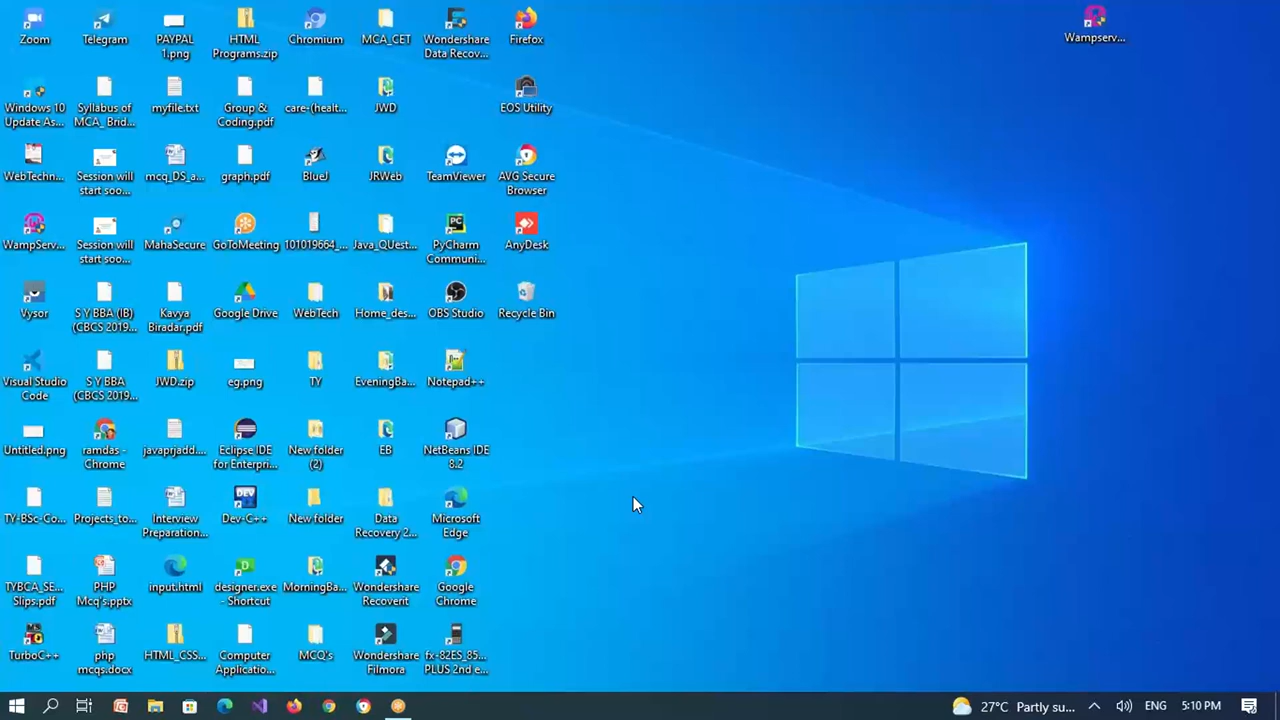 Zoom
Telegram
PAYPAL
1.png
HTML
Programs.zip
Chromium
MCA_CET
Wondershare
Data Recov...
Firefox
Wampserv...
Windows 10
Update As...
Syllabus of
MCA_ Brid...
myfile.txt
Group &
Coding.pdf
care-(healt...
JWD
EOS Utility
WebTechn...
Session will
start soo...
mcq_DS_a...
graph.pdf
BlueJ
JRWeb
TeamViewer
AVG Secure
Browser
WampServ...
Session will
start soo...
MahaSecure
GoToMeeting
101019664_...
Java_QUest...
PyCharm
Communi...
AnyDesk
Vysor
S Y BBA (IB)
(CBCS 2019...
Kavya
Biradar.pdf
Google Drive
WebTech
Home_des...
OBS Studio
Recycle Bin
Visual Studio
Code
S Y BBA
(CBCS 2019...
JWD.zip
eg.png
TY
EveningBa...
Notepad++
Untitled.png
ramdas -
Chrome
javaprjadd....
Eclipse IDE
for Enterpri...
New folder
(2)
EB
NetBeans IDE
8.2
TY-BSc-Co...
Projects_to...
Interview
Preparation...
Dev-C++
New folder
Data
Recovery 2...
Microsoft
Edge
TYBCA_SE...
Slips.pdf
PHP
Mcq's.pptx
input.html
designer.exe
- Shortcut
MorningBa...
Wondershare
Recoverit
Google
Chrome
TurboC++
php
mcqs.docx
HTML_CSS...
Computer
Applicatio...
MCQ's
Wondershare
Filmora
fx-82ES_85...
PLUS 2nd e...
27°C Partly su...
ENG
5:10 PM